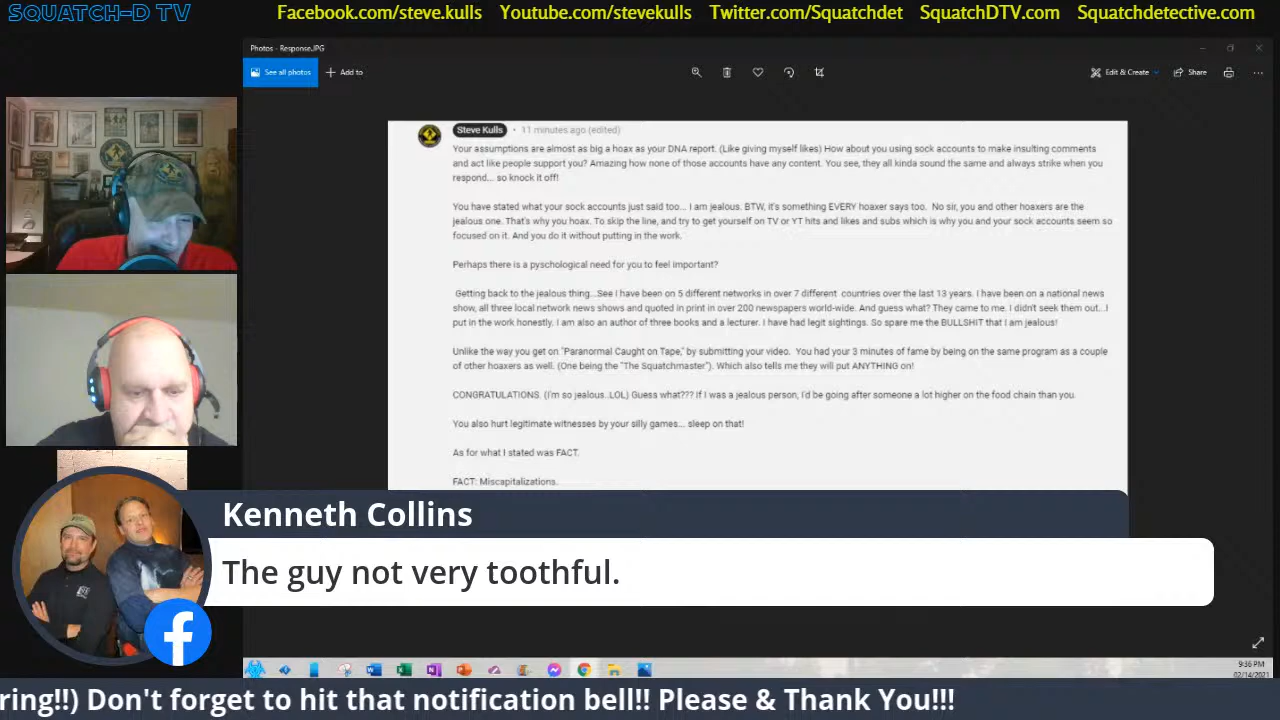 SQUATCH-D TV
Facebook.com/steve.kulls Youtube.com/stevekulls Twitter.com/Squatchdet SquatchDTV.com Squatchdetective.com
Photos - Response.JPG
See all photos + Add to
Edit & Create Share
Steve Kulls • 11 minutes ago (edited)
Your assumptions are almost as big a hoax as your DNA report. (Like giving myself likes) How about you using sock accounts to make insulting comments
and act like people support you? Amazing how none of those accounts have any content. You see, they all kinda sound the same and always strike when you
respond... so knock it off!
You have stated what your sock accounts just said too... I am jealous. BTW, it's something EVERY hoaxer says too. No sir, you and other hoaxers are the
jealous one. That's why you hoax. To skip the line, and try to get yourself on TV or YT hits and likes and subs which is why you and your sock accounts seem so
focused on it. And you do it without putting in the work.
Perhaps there is a pyschological need for you to feel important?
Getting back to the jealous thing...See I have been on 5 different networks in over 7 different countries over the last 13 years. I have been on a national news
show, all three local network news shows and quoted in print in over 200 newspapers world-wide. And guess what? They came to me. I didn't seek them out...I
put in the work honestly. I am also an author of three books and a lecturer. I have had legit sightings. So spare me the BULLSHIT that I am jealous!
Unlike the way you get on "Paranormal Caught on Tape," by submitting your video. You had your 3 minutes of fame by being on the same program as a couple
of other hoaxers as well. (One being the "The Squatchmaster"). Which also tells me they will put ANYTHING on!
CONGRATULATIONS. (I'm so jealous..LOL) Guess what??? If I was a jealous person, I'd be going after someone a lot higher on the food chain than you.
You also hurt legitimate witnesses by your silly games... sleep on that!
As for what I stated was FACT.
FACT: Miscapitalizations.
Kenneth Collins
The guy not very toothful.
9:36 PM
02/14/2021
ring!!) Don't forget to hit that notification bell!! Please & Thank You!!!